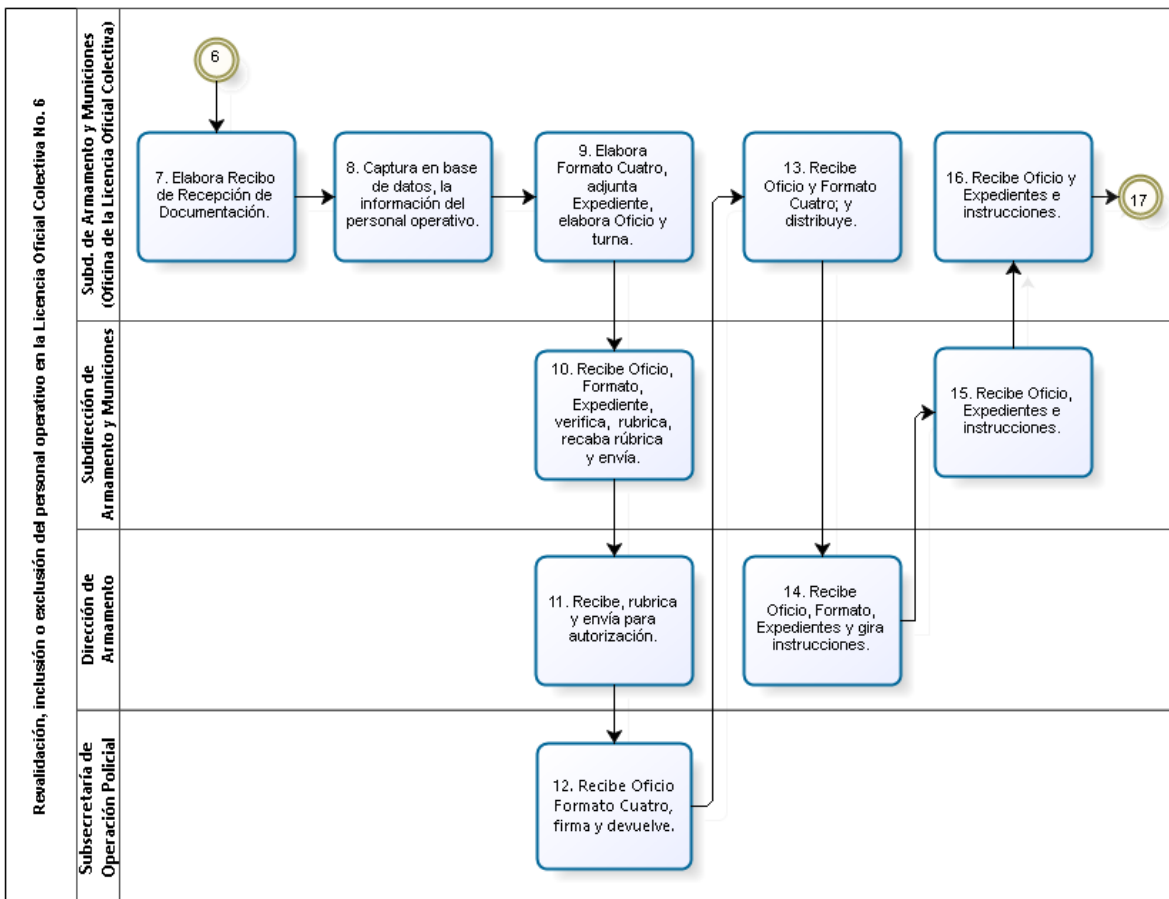 Revalidación, inclusión o exclusión del personal operativo en la Licencia Oficial Colectiva No. 6
Subd. de Armamento y Municiones
(Oficina de la Licencia Oficial Colectiva)
6
7. Elabora Recibo
de Recepción de
Documentación.
8. Captura en base
de datos, la
información del
personal operativo.
9. Elabora
Formato Cuatro,
adjunta
Expediente,
elabora Oficio y
turna.
13. Recibe
Oficio y Formato
Cuatro; y
distribuye.
16. Recibe Oficio y
Expedientes e
instrucciones.
17
Subdirección de
Armamento y Municiones
10. Recibe Oficio,
Formato,
Expediente,
verifica, rubrica,
recaba rúbrica
y envía.
15. Recibe Oficio,
Expedientes e
instrucciones.
Dirección de
Armamento
11. Recibe, rubrica
y envía para
autorización.
14. Recibe
Oficio, Formato,
Expedientes y gira
instrucciones.
Subsecretaría de
Operación Policial
12. Recibe Oficio
Formato Cuatro,
firma y devuelve.